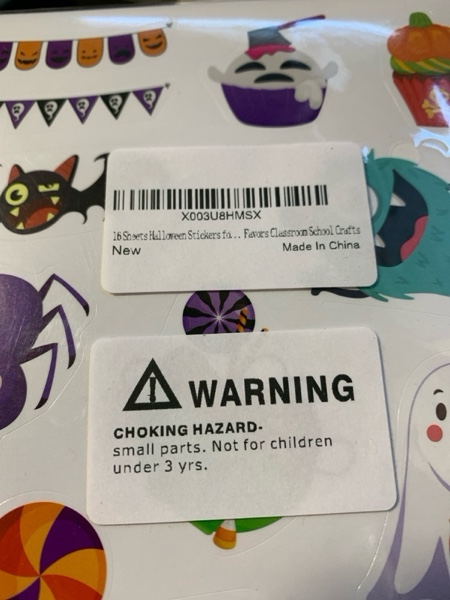 X003U8HMSX
16 Sheets Halloween Stickers fo... Favors Classroom School Crafts
New Made In China
WARNING
CHOKING HAZARD-
small parts. Not for children
under 3 yrs.